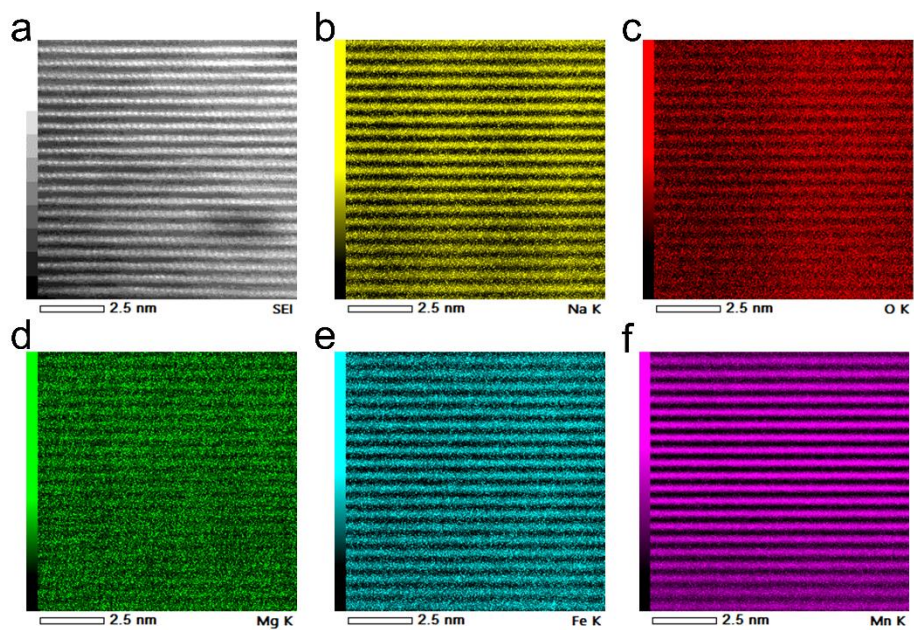 a
b
c
2.5 nm SEI
2.5 nm Na K
2.5 nm O K
d
e
f
2.5 nm Mg K
2.5 nm Fe K
2.5 nm Mn K